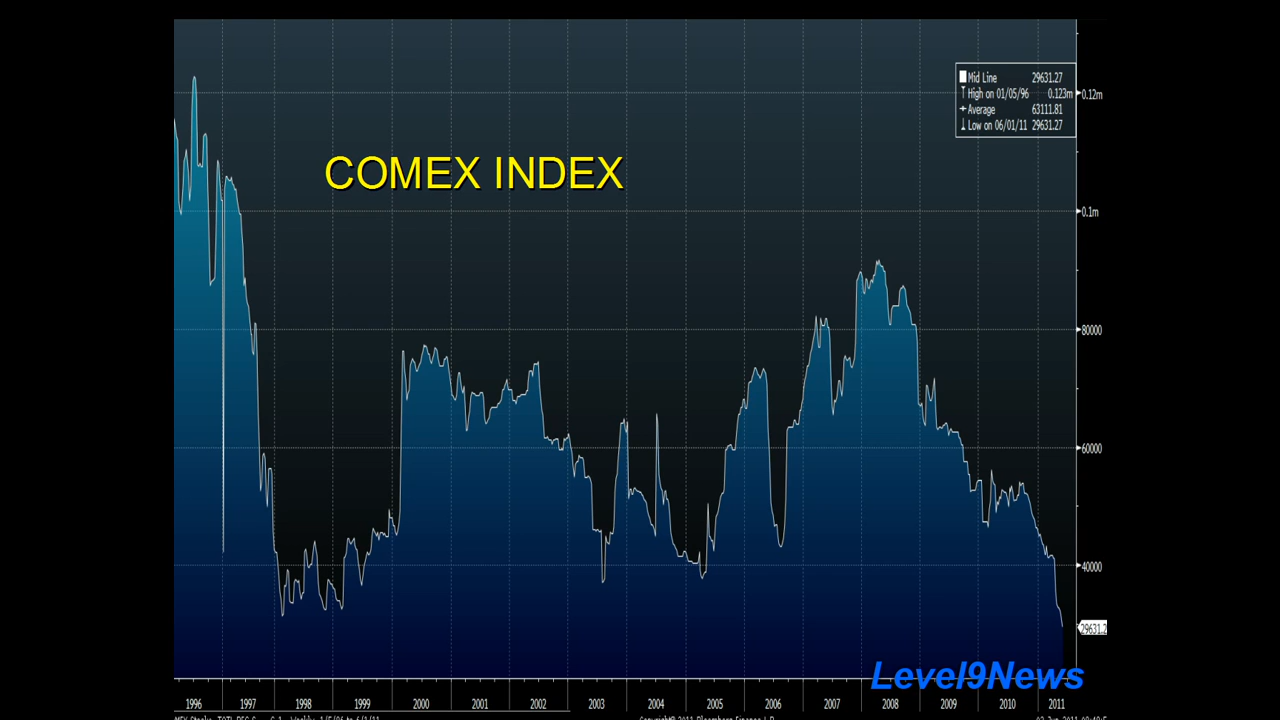 Mid Line 29631.27
High on 01/05/96 0.123m
Average 63111.81
Low on 06/01/11 29631.27
0.12m
COMEX INDEX
0.1m
80000
60000
40000
29631.2
Level9News
1996 1997 1998 1999 2000 2001 2002 2003 2004 2005 2006 2007 2008 2009 2010 2011